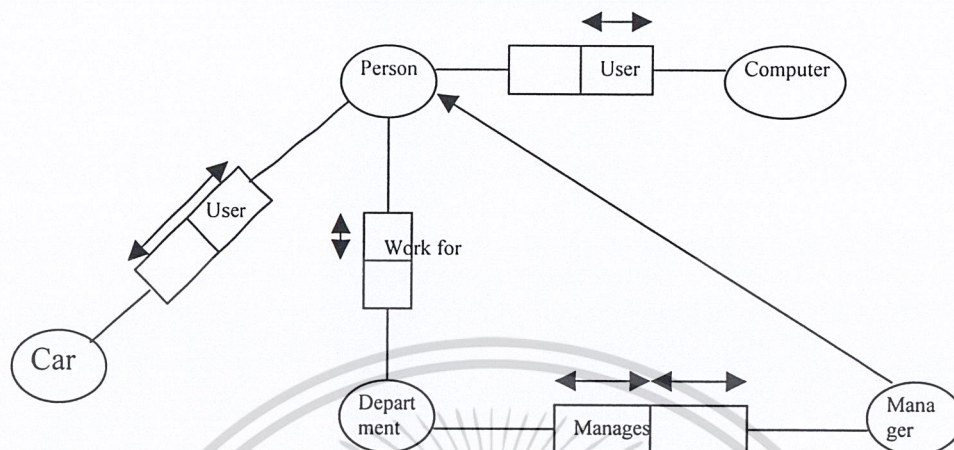 Person
User
Computer
User
Work for
Car
Depart
ment
Manages
Mana
ger